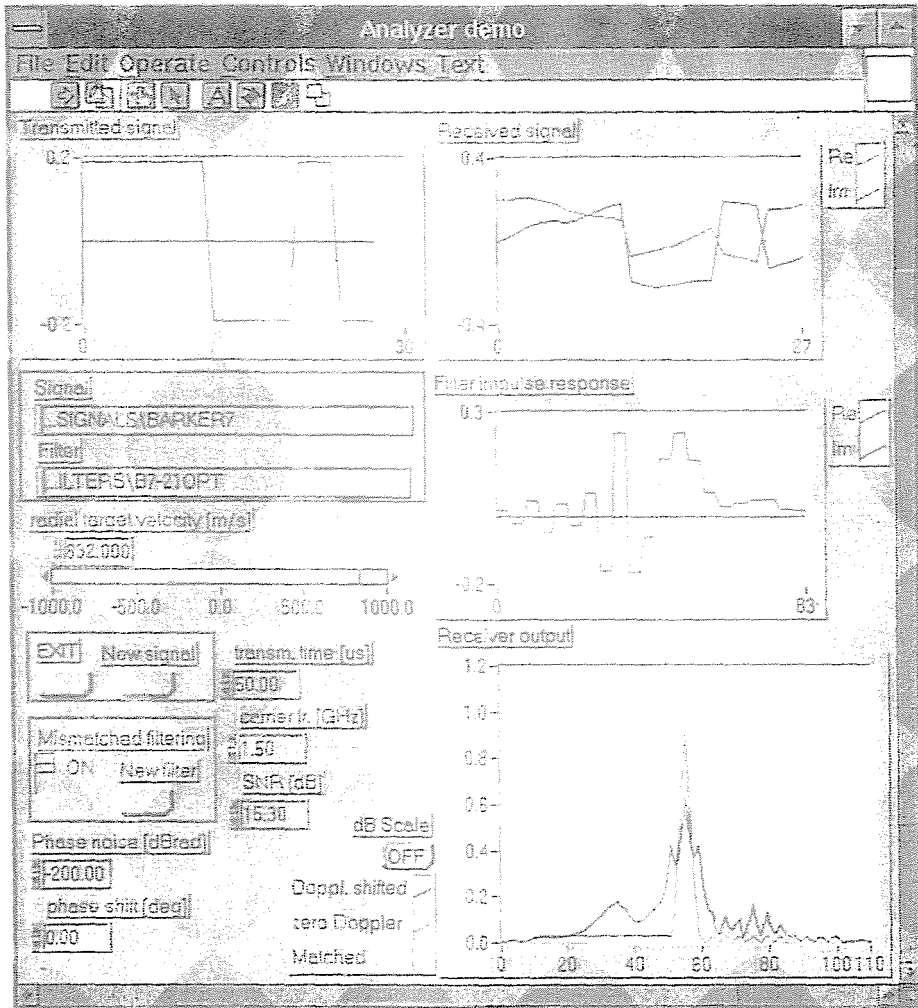 Analyzer demo
File Edit Operate Controls Windows Text
A
Transmitted signal
0.2
-0.2
0
30
Received signal
0.4
-0.4
0
27
Re
Im
Signal
..SIGNALS\BARKER7
Filter
..ILTERS\B7-21OPT
Filter impulse response
0.3
-0.2
0
83
Re
Im
radial target velocity [m/s]
832.000
-1000.0 -500.0 0.0 500.0 1000.0
EXIT New signal
transm. time [us]
50.00
Mismatched filtering
ON New filter
carrier fr. [GHz]
1.50
SNR [dB]
15.30
Phase noise [dBrad]
-200.00
phase shift [deg]
0.00
dB Scale
OFF
Doppl. shifted
zero Doppler
Matched
Receiver output
1.2
1.0
0.8
0.6
0.4
0.2
0.0
0 20 40 60 80 100 110